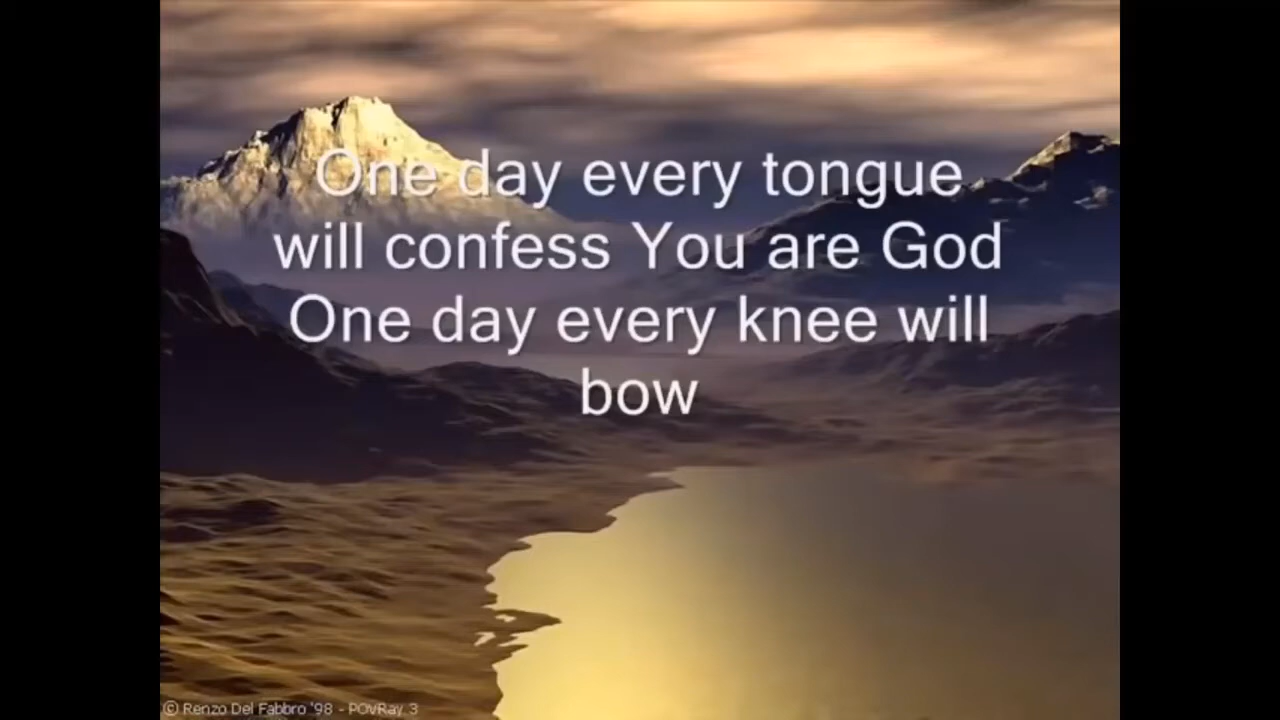 One day every tongue
will confess You are God
One day every knee will
bow
© Renzo Del Fabbro '98 - POVRay 3